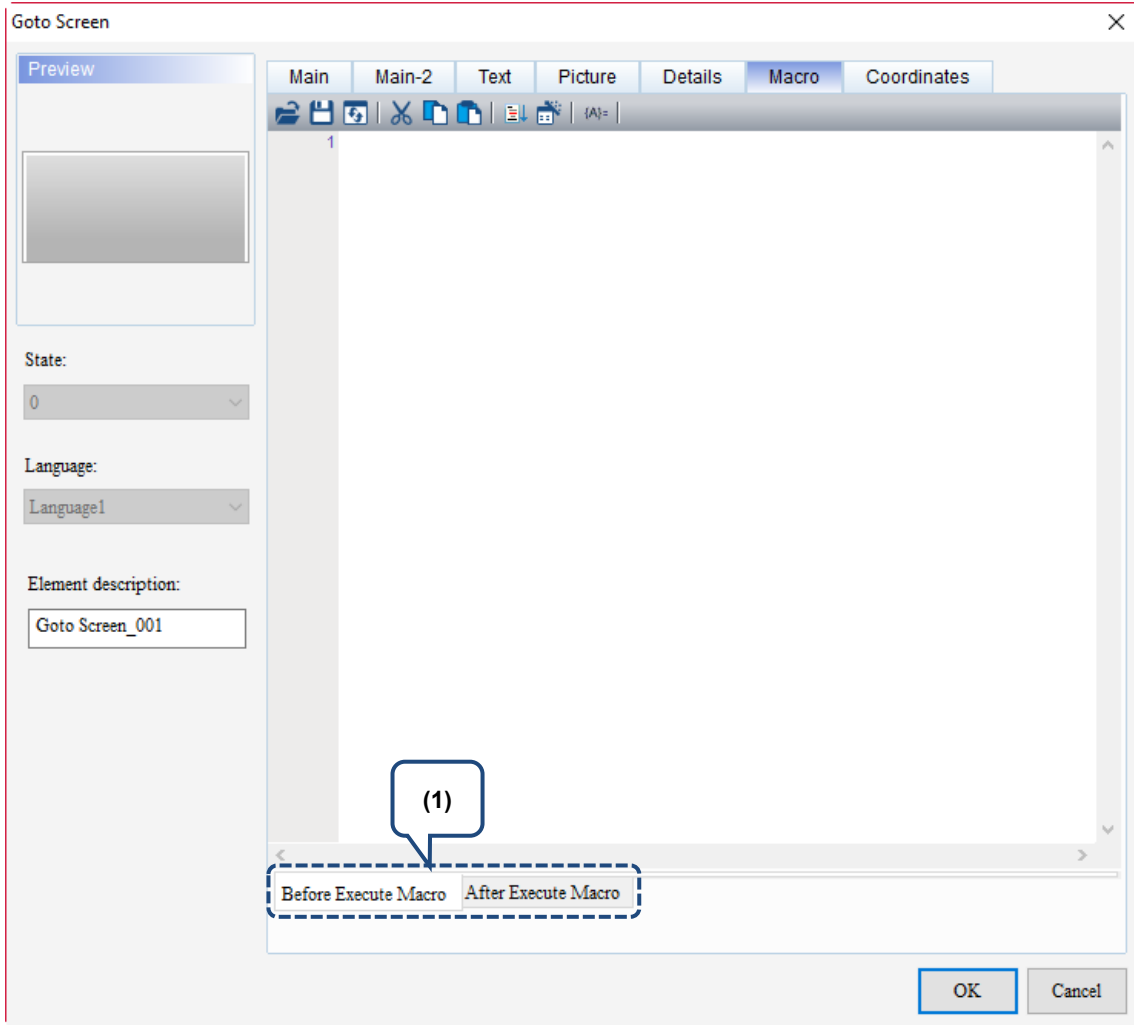 Goto Screen
Preview
Main Main-2 Text Picture Details Macro Coordinates
{A}=
1
State:
0
Language:
Language1
Element description:
Goto Screen_001
(1)
Before Execute Macro After Execute Macro
OK Cancel